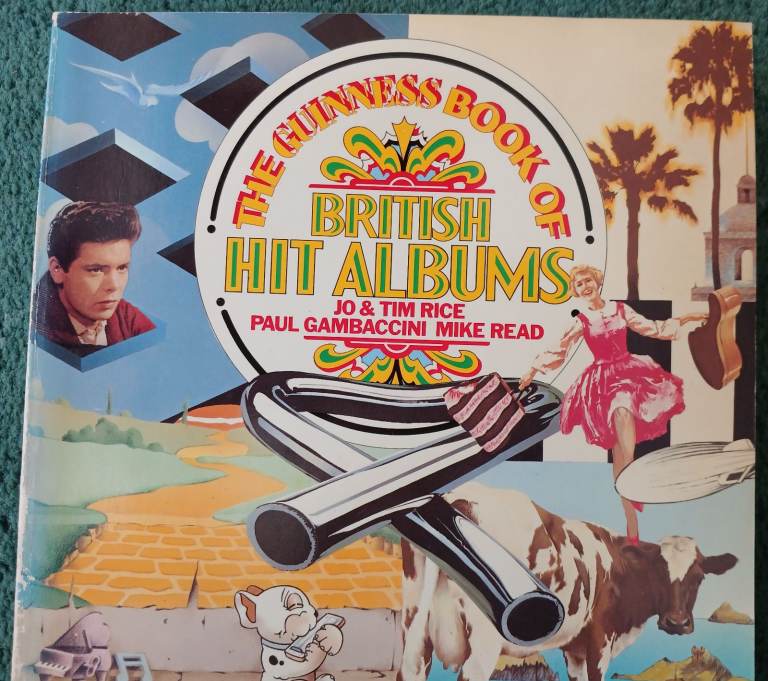 THE GUINNESS BOOK OF
BRITISH
HIT ALBUMS
JO & TIM RICE
PAUL GAMBACCINI MIKE READ